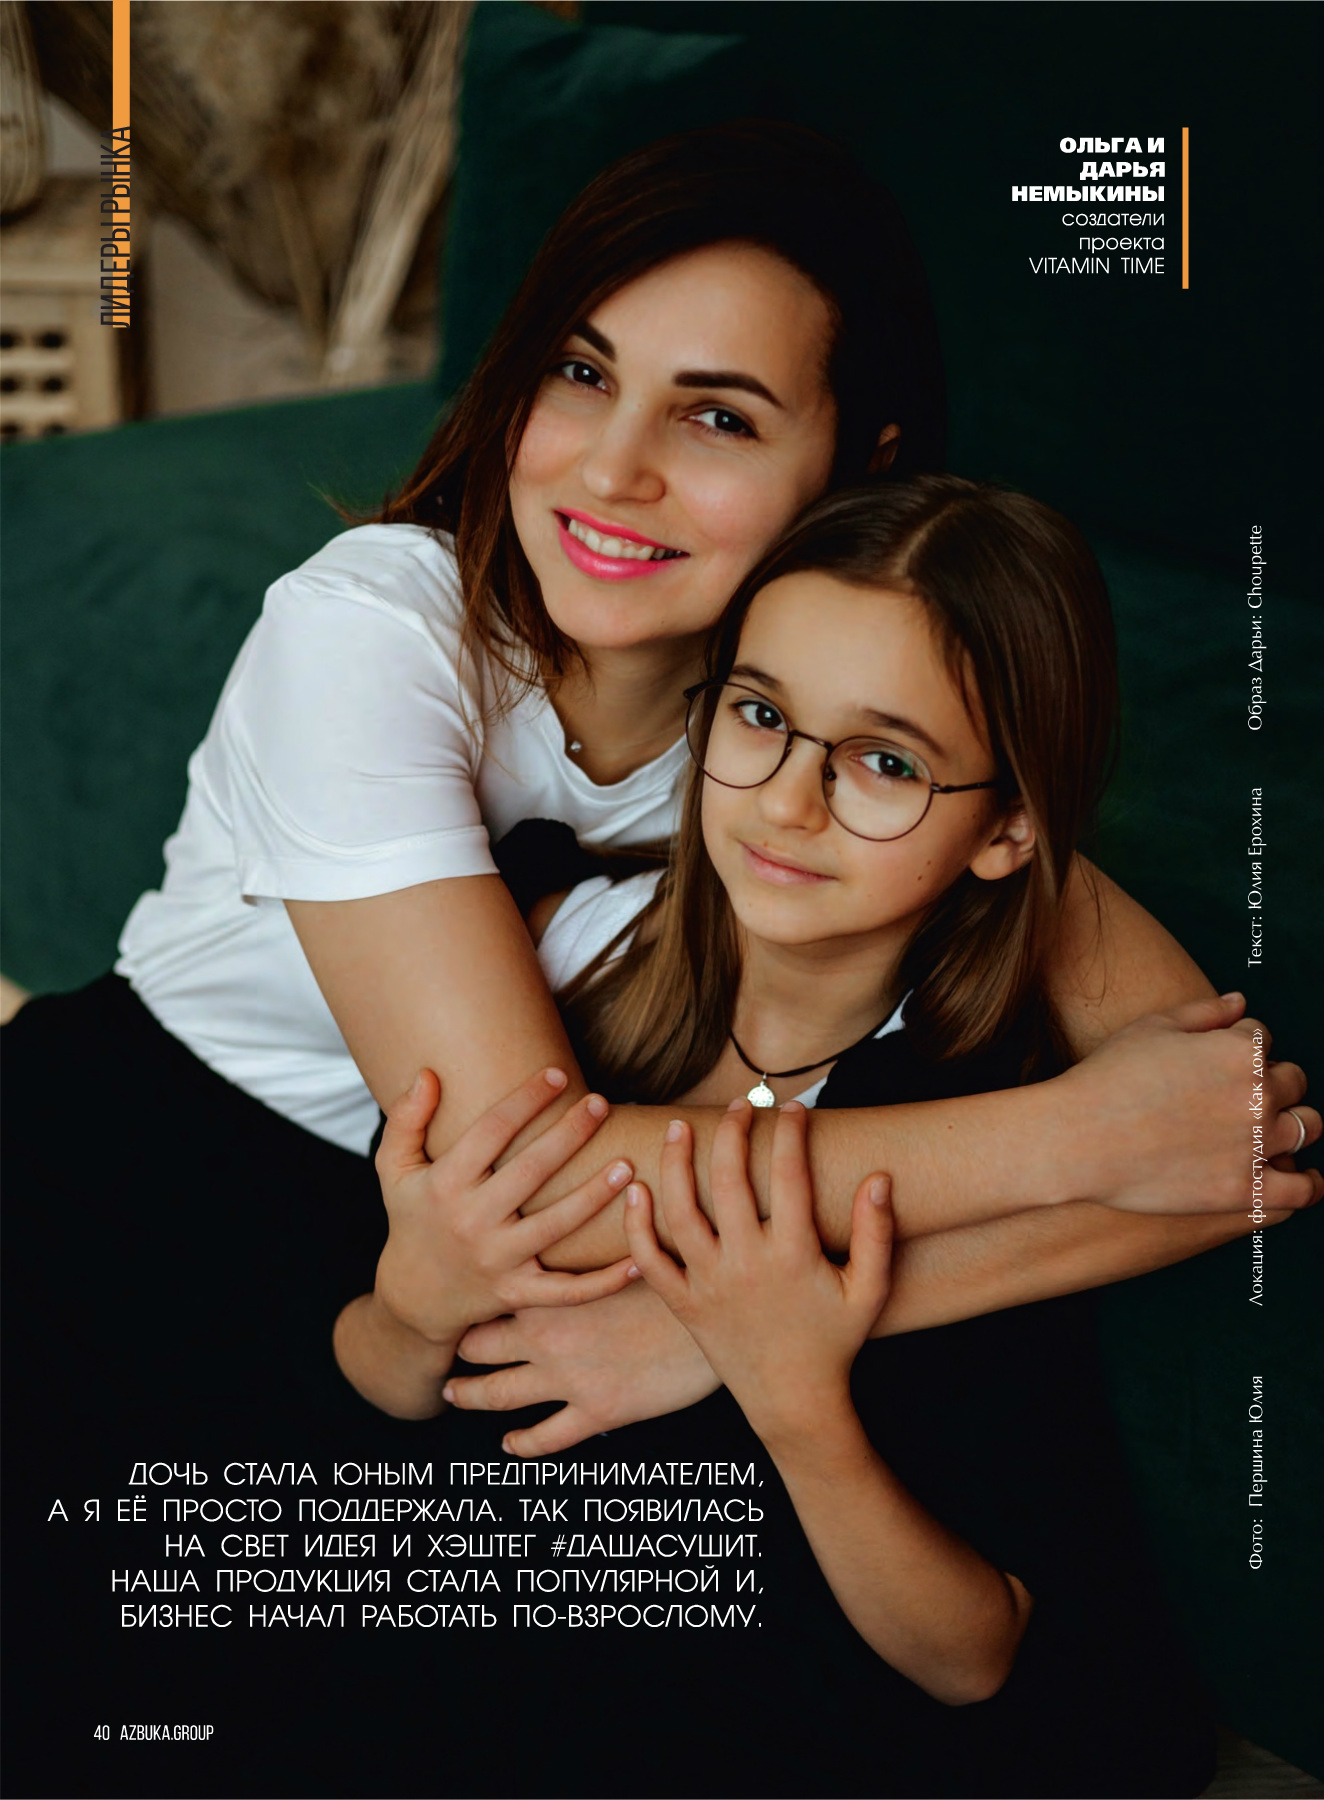 ЛИДЕРЫ РЫНКА
ОЛЬГА И
ДАРЬЯ
НЕМЫКИНЫ
создатели
проекта
VITAMIN TIME
Фото: Першина Юлия Локация: фотостудия «Как дома» Текст: Юлия Ерохина Образ Дарьи: Choupette
ДОЧЬ СТАЛА ЮНЫМ ПРЕДПРИНИМАТЕЛЕМ,
А Я ЕЁ ПРОСТО ПОДДЕРЖАЛА. ТАК ПОЯВИЛАСЬ
НА СВЕТ ИДЕЯ И ХЭШТЕГ #ДАШАСУШИТ.
НАША ПРОДУКЦИЯ СТАЛА ПОПУЛЯРНОЙ И,
БИЗНЕС НАЧАЛ РАБОТАТЬ ПО-ВЗРОСЛОМУ.
40 AZBUKA.GROUP